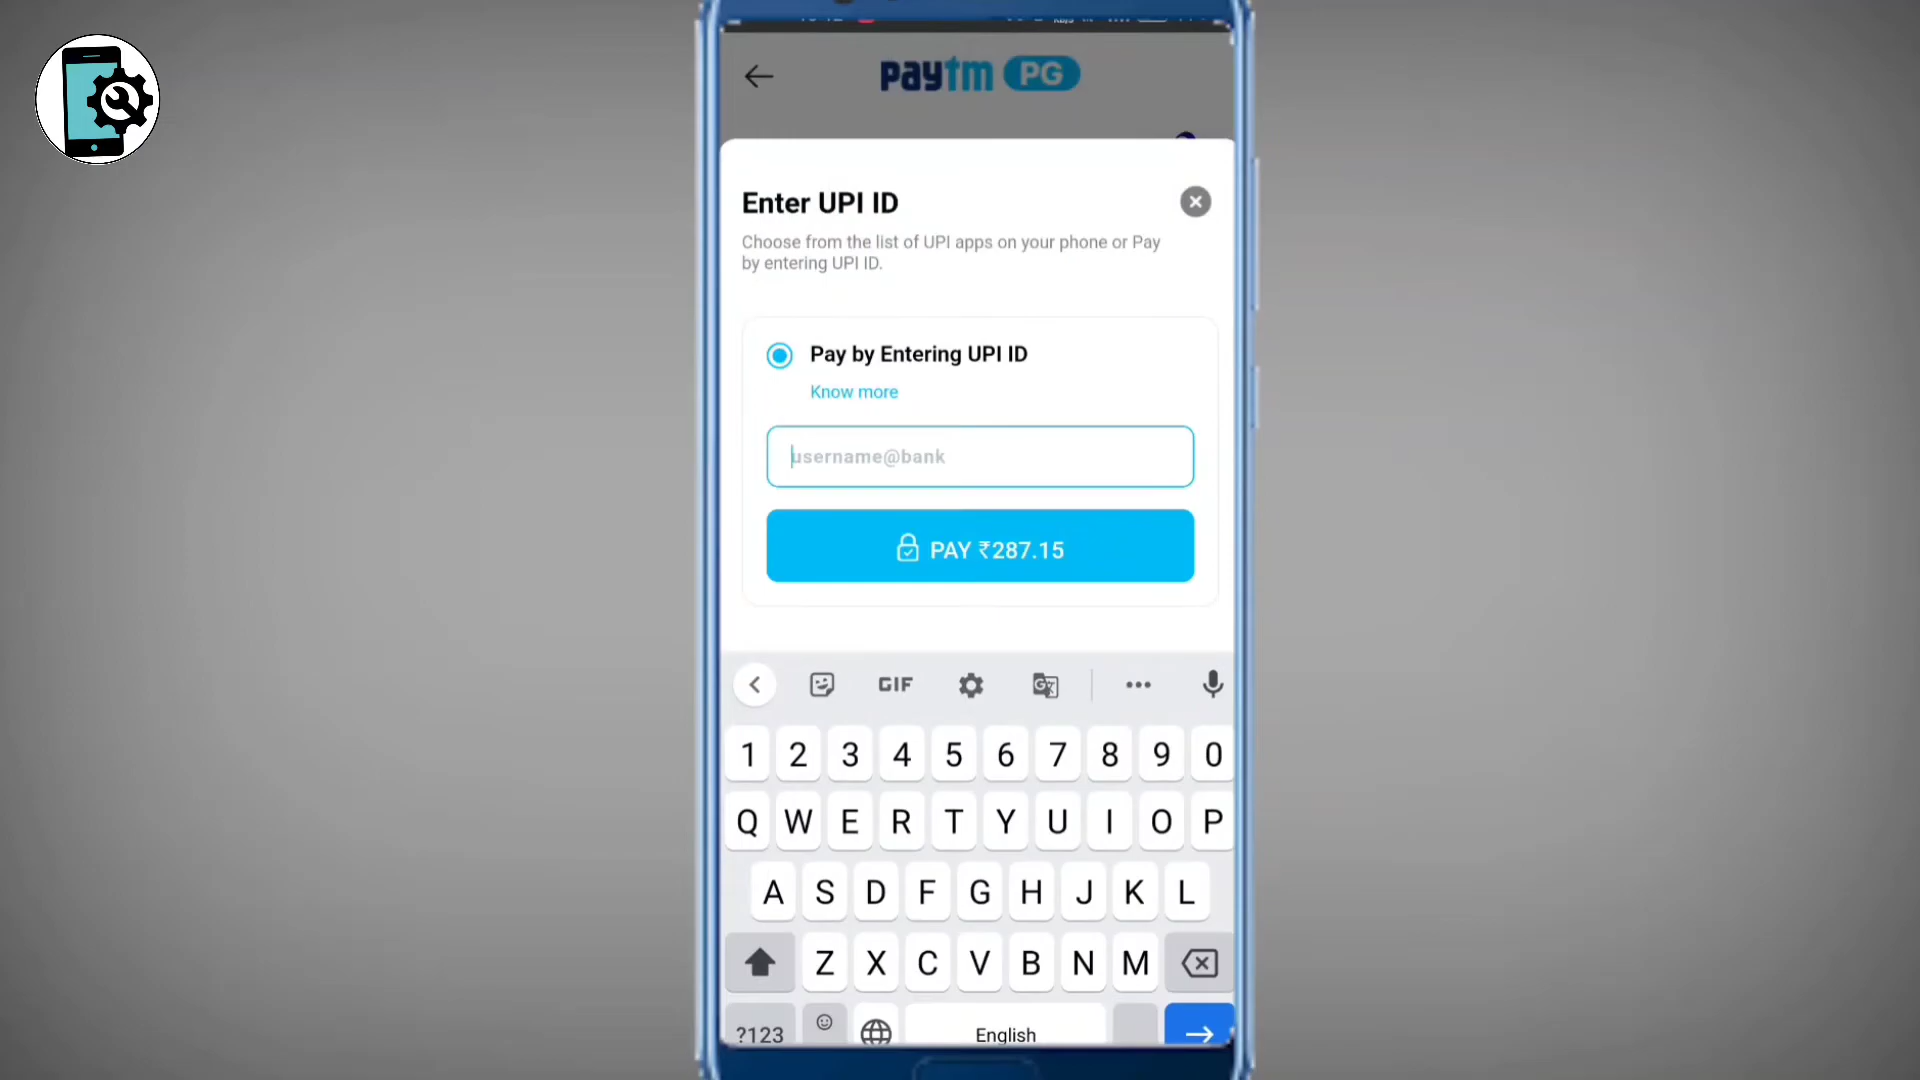 paytm PG
Enter UPI ID
Choose from the list of UPI apps on your phone or Pay
by entering UPI ID.
Pay by Entering UPI ID
Know more
username@bank
PAY ₹287.15
GIF
1 2 3 4 5 6 7 8 9 0
Q W E R T Y U I O P
A S D F G H J K L
Z X C V B N M
?123 English